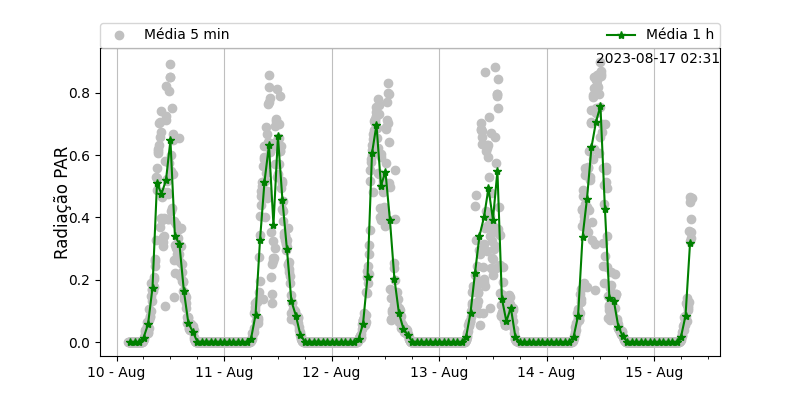 Média 5 min
Média 1 h
2023-08-17 02:31
Radiação PAR
0.8
0.6
0.4
0.2
0.0
10 - Aug
11 - Aug
12 - Aug
13 - Aug
14 - Aug
15 - Aug